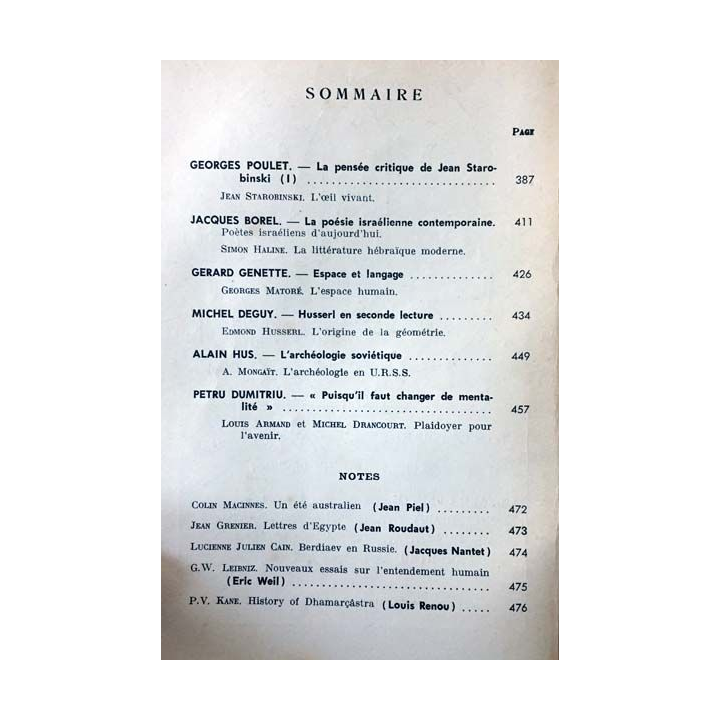 SOMMAIRE
PAGE
GEORGES POULET. — La pensée critique de Jean Staro-
binski (I) .............................. 387
JEAN STAROBINSKI. L'œil vivant.
JACQUES BOREL. — La poésie israélienne contemporaine. 411
Poètes israéliens d'aujourd'hui.
SIMON HALINE. La littérature hébraïque moderne.
GERARD GENETTE. — Espace et langage ............. 426
GEORGES MATORÉ. L'espace humain.
MICHEL DEGUY. — Husserl en seconde lecture ......... 434
EDMOND HUSSERL. L'origine de la géométrie.
ALAIN HUS. — L'archéologie soviétique ............. 449
A. MONGAÏT. L'archéologie en U.R.S.S.
PETRU DUMITRIU. — « Puisqu'il faut changer de menta-
lité » ................................. 457
LOUIS ARMAND et MICHEL DRANCOURT. Plaidoyer pour
l'avenir.
NOTES
COLIN MACINNES. Un été australien (Jean Piel) ......... 472
JEAN GRENIER. Lettres d'Egypte (Jean Roudaut) ........ 473
LUCIENNE JULIEN CAIN. Berdiaev en Russie. (Jacques Nantet) 474
G.W. LEIBNIZ. Nouveaux essais sur l'entendement humain
(Eric Weil) ................................. 475
P.V. KANE. History of Dhamarçâstra (Louis Renou) ..... 476